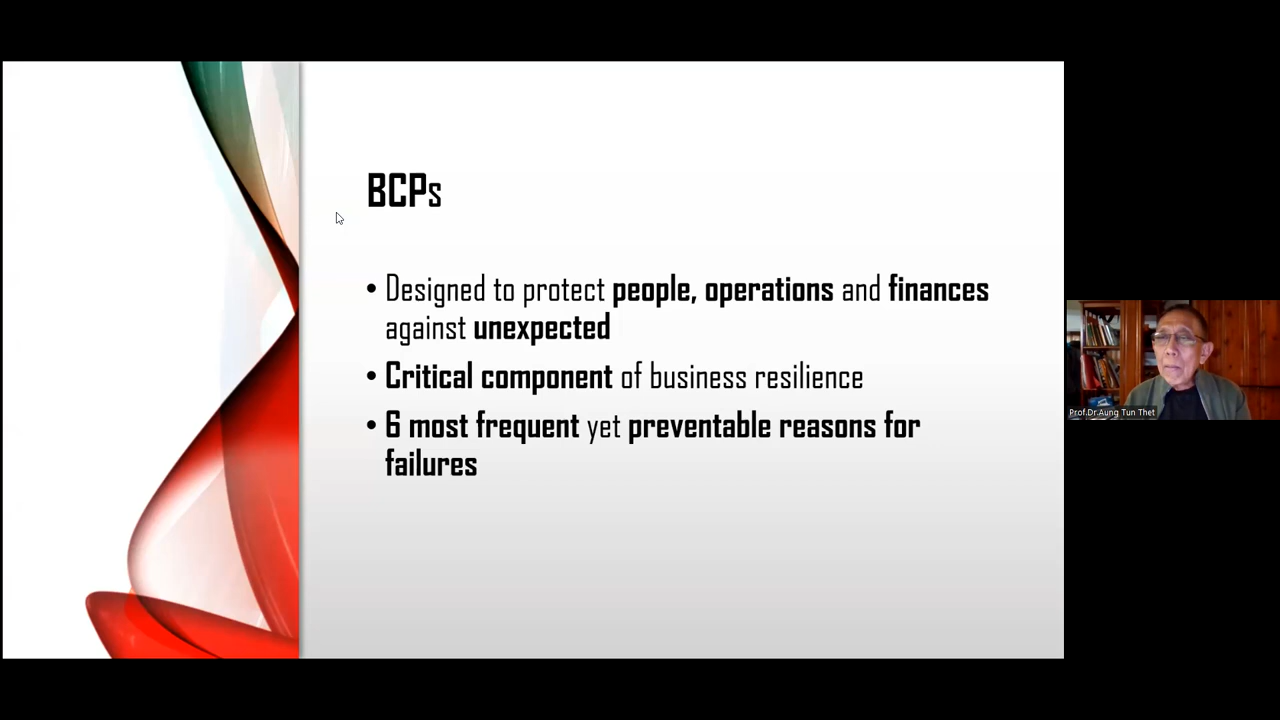 BCPs
• Designed to protect people, operations and finances
against unexpected
• Critical component of business resilience
• 6 most frequent yet preventable reasons for
failures
Prof.Dr.Aung Tun Thet